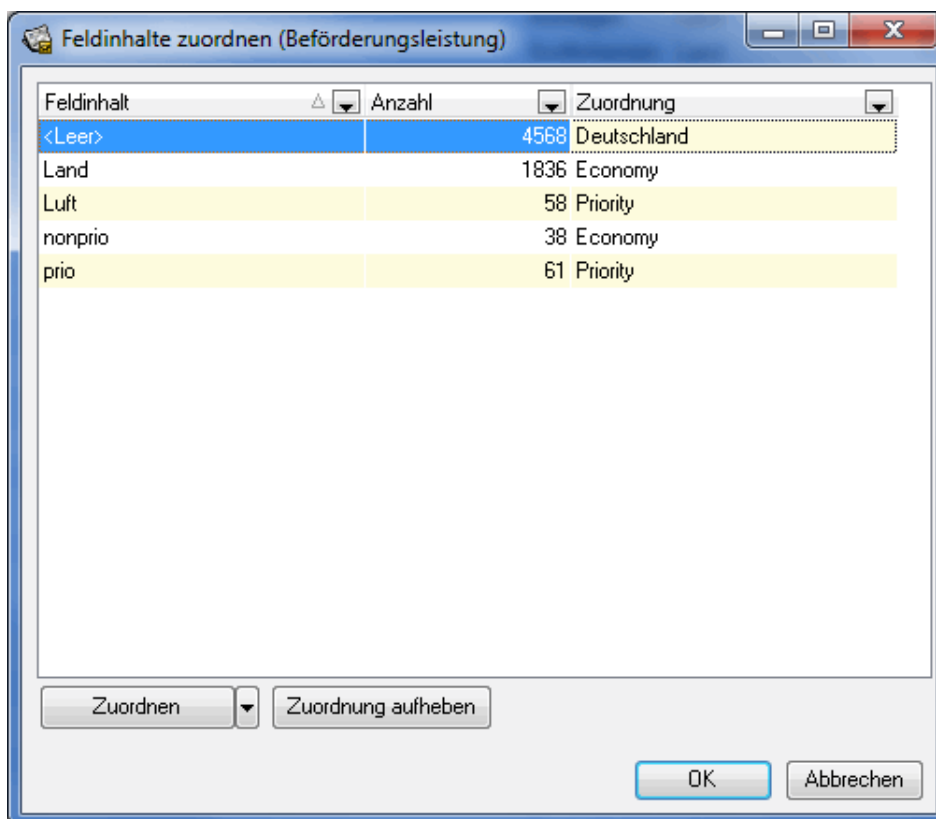 Feldinhalte zuordnen (Beförderungsleistung)
Feldinhalt Anzahl Zuordnung
<Leer> 4568 Deutschland
Land 1836 Economy
Luft 58 Priority
nonprio 38 Economy
prio 61 Priority
Zuordnen Zuordnung aufheben
OK Abbrechen